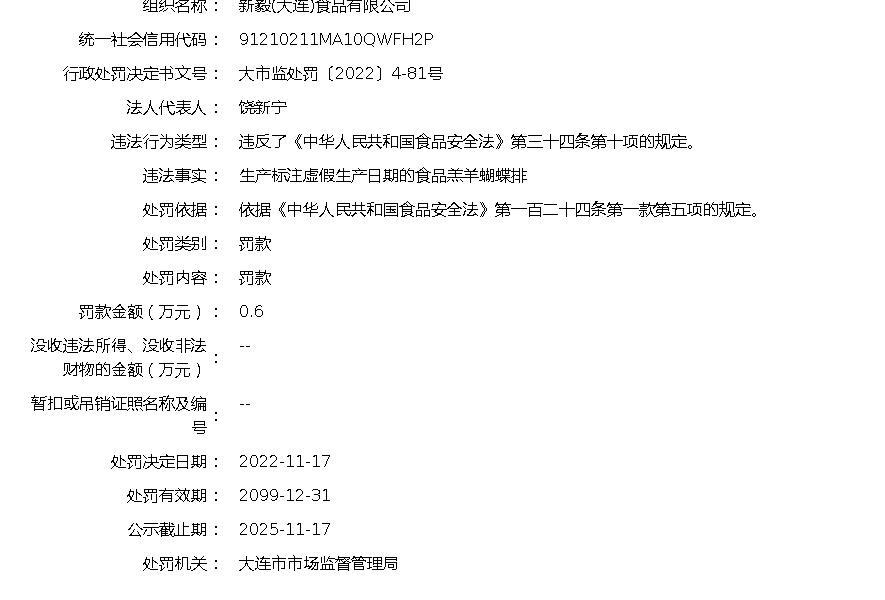 组织名称： 新毅(大连)食品有限公司
统一社会信用代码： 91210211MA10QWFH2P
行政处罚决定书文号： 大市监处罚〔2022〕4-81号
法人代表人： 饶新宁
违法行为类型： 违反了《中华人民共和国食品安全法》第三十四条第十项的规定。
违法事实： 生产标注虚假生产日期的食品羔羊蝴蝶排
处罚依据： 依据《中华人民共和国食品安全法》第一百二十四条第一款第五项的规定。
处罚类别： 罚款
处罚内容： 罚款
罚款金额（万元）： 0.6
没收违法所得、没收非法
财物的金额（万元）： --
暂扣或吊销证照名称及编
号： --
处罚决定日期： 2022-11-17
处罚有效期： 2099-12-31
公示截止期： 2025-11-17
处罚机关： 大连市市场监督管理局